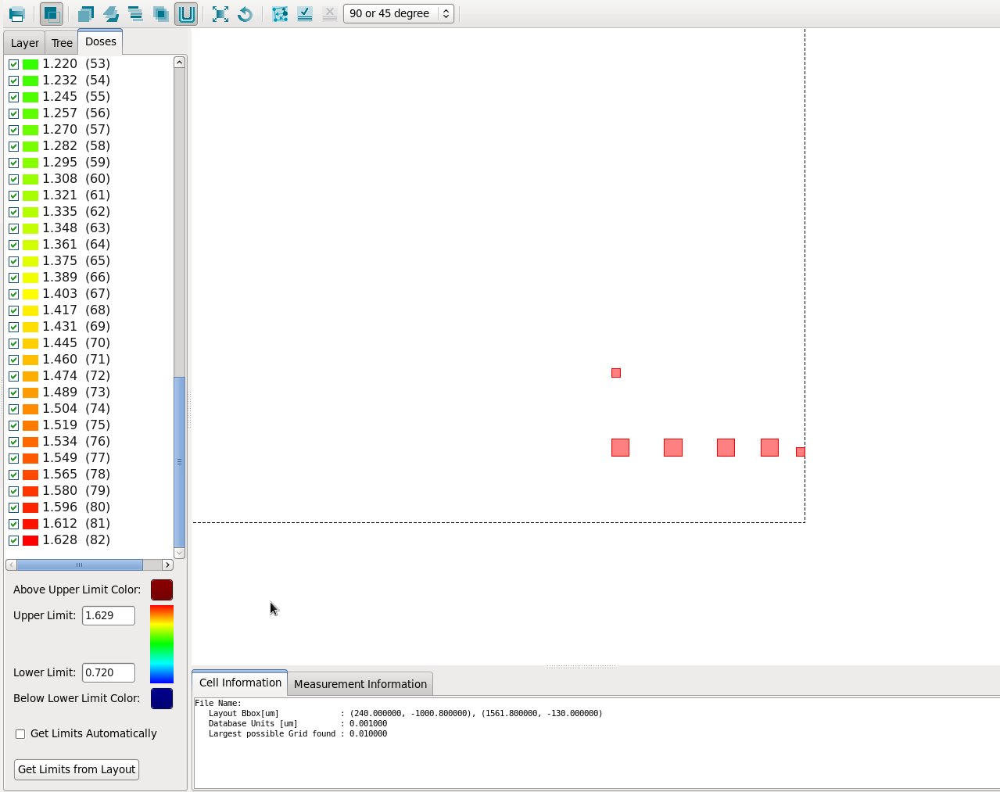 90 or 45 degree
Layer Tree Doses
1.220 (53)
1.232 (54)
1.245 (55)
1.257 (56)
1.270 (57)
1.282 (58)
1.295 (59)
1.308 (60)
1.321 (61)
1.335 (62)
1.348 (63)
1.361 (64)
1.375 (65)
1.389 (66)
1.403 (67)
1.417 (68)
1.431 (69)
1.445 (70)
1.460 (71)
1.474 (72)
1.489 (73)
1.504 (74)
1.519 (75)
1.534 (76)
1.549 (77)
1.565 (78)
1.580 (79)
1.596 (80)
1.612 (81)
1.628 (82)
Above Upper Limit Color:
Upper Limit: 1.629
Lower Limit: 0.720
Below Lower Limit Color:
Get Limits Automatically
Get Limits from Layout
Cell Information Measurement Information
File Name:
Layout Bbox[um] : (240.000000, -1000.800000), (1561.800000, -130.000000)
Database Units [um] : 0.001000
Largest possible Grid found : 0.010000